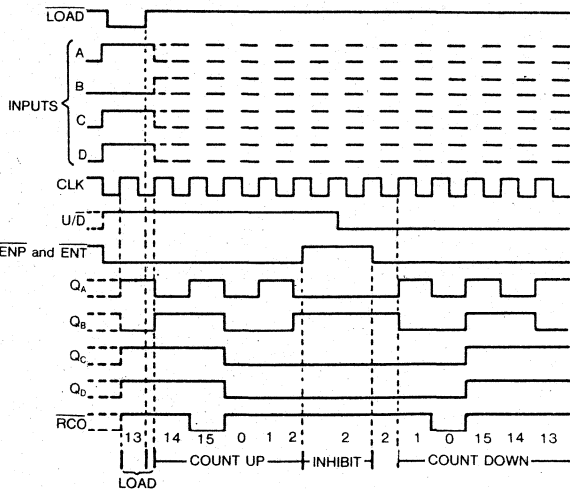 LOAD
A
B
INPUTS
C
D
CLK
U/D
ENP and ENT
QA
QB
QC
QD
RCO
13 14 15 0 1 2 2 2 1 0 15 14 13
COUNT UP INHIBIT COUNT DOWN
LOAD